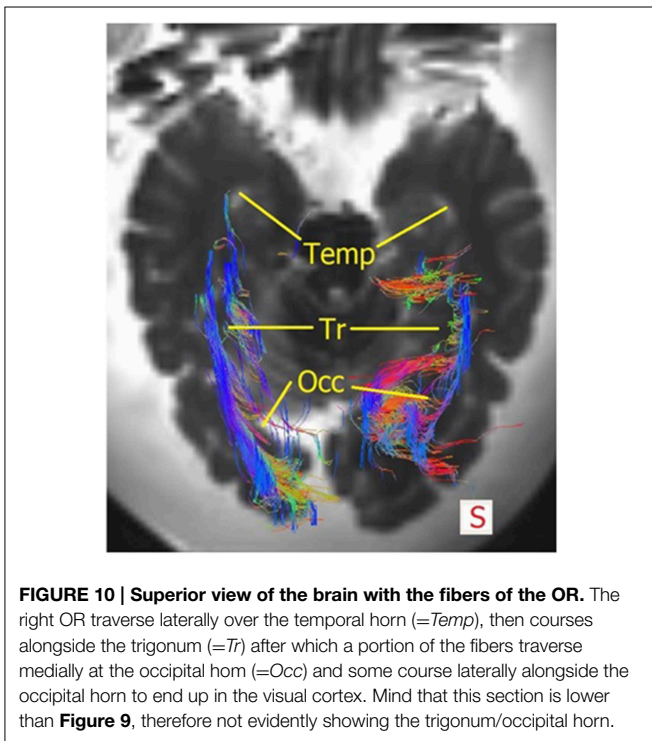 Temp
Tr
Occ
S
FIGURE 10 | Superior view of the brain with the fibers of the OR. The
right OR traverse laterally over the temporal horn (=Temp), then courses
alongside the trigonum (=Tr) after which a portion of the fibers traverse
medially at the occipital hom (=Occ) and some course laterally alongside the
occipital horn to end up in the visual cortex. Mind that this section is lower
than Figure 9, therefore not evidently showing the trigonum/occipital horn.